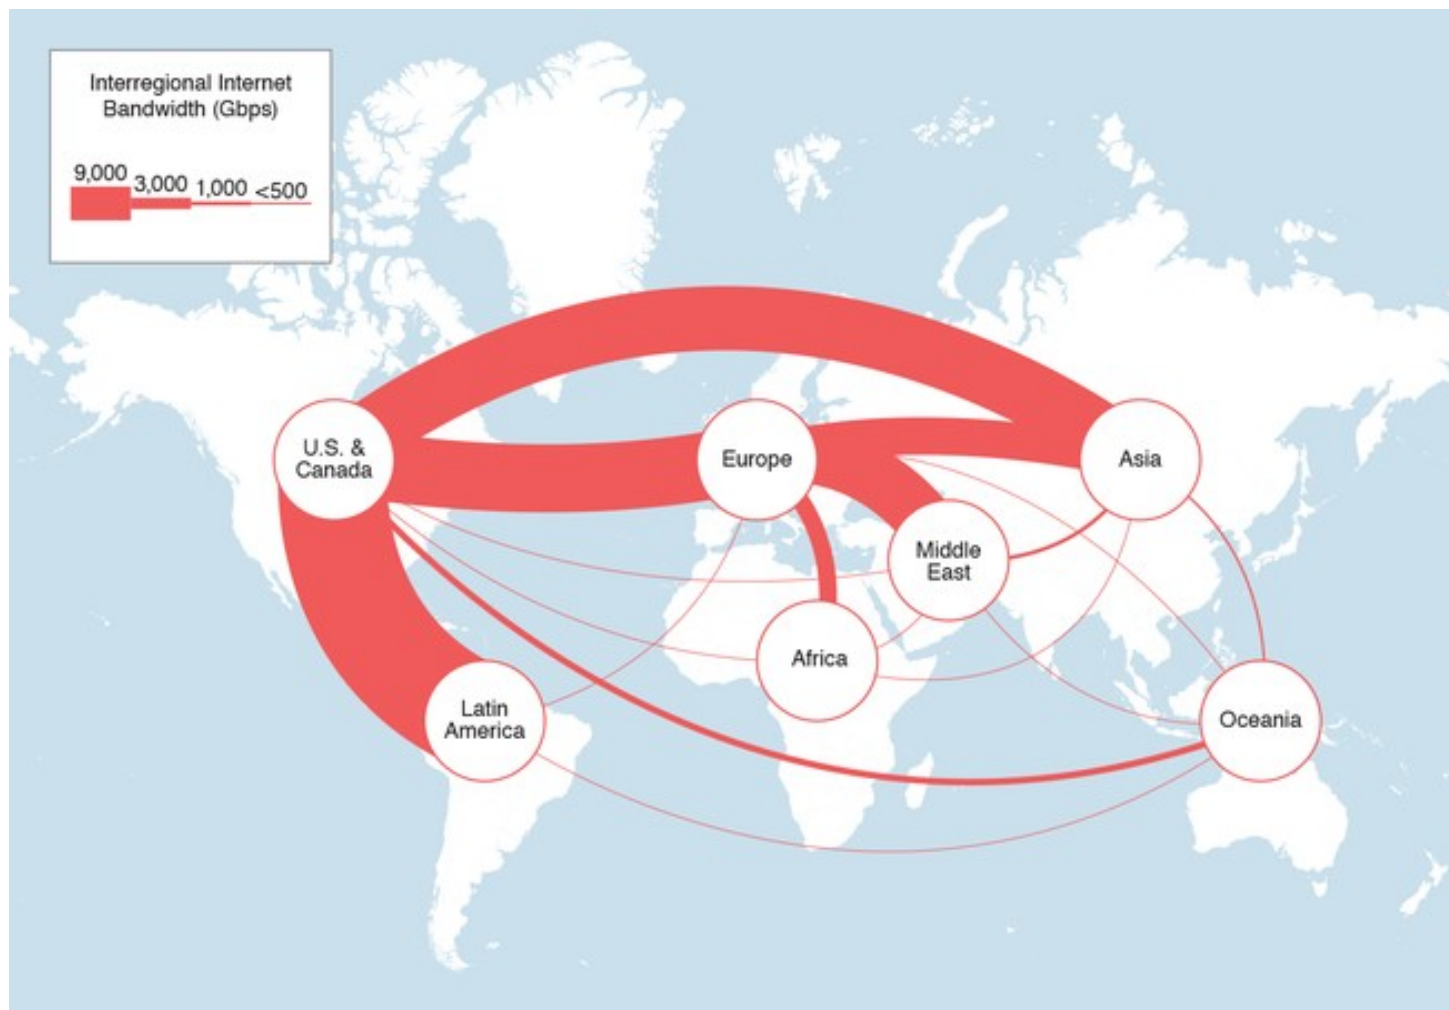 Interregional Internet
Bandwidth (Gbps)
9,000 3,000 1,000 <500
U.S. &
Canada
Europe
Asia
Middle
East
Africa
Latin
America
Oceania